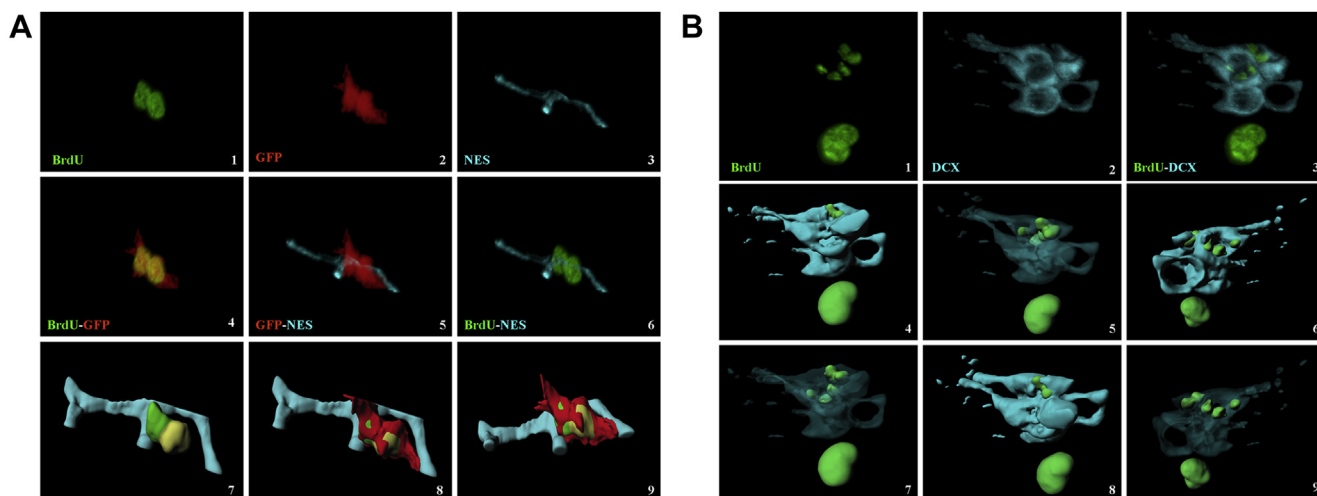 A
BrdU 1
GFP 2
NES 3
BrdU-GFP 4
GFP-NES 5
BrdU-NES 6
7
8
9
B
BrdU 1
DCX 2
BrdU-DCX 3
4
5
6
7
8
9